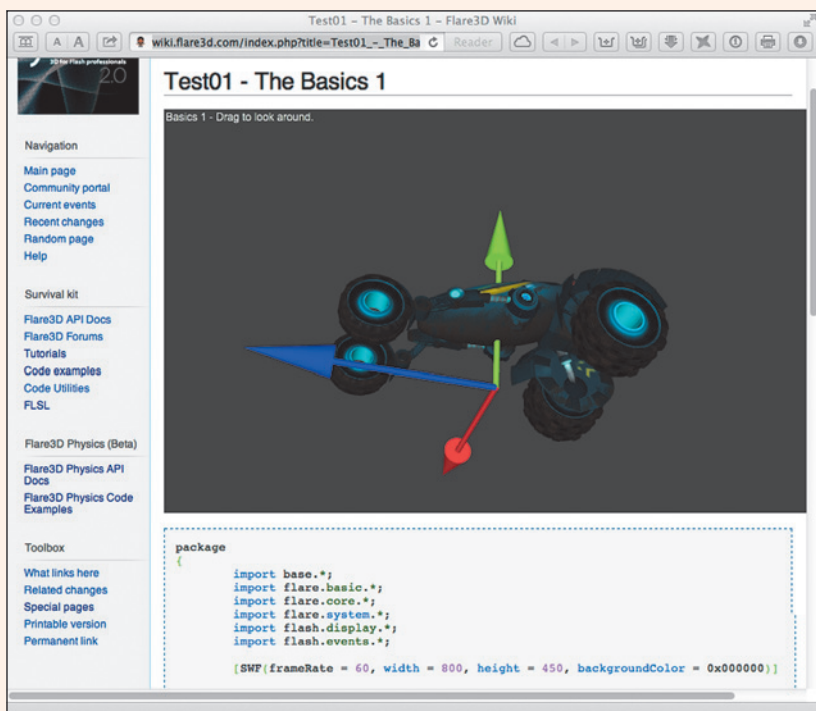 Test01 – The Basics 1 – Flare3D Wiki
A A
wiki.flare3d.com/index.php?title=Test01_-_The_Ba
Reader
3D for Flash professionals
2.0
Test01 - The Basics 1
Basics 1 - Drag to look around.
Navigation
Main page
Community portal
Current events
Recent changes
Random page
Help
Survival kit
Flare3D API Docs
Flare3D Forums
Tutorials
Code examples
Code Utilities
FLSL
Flare3D Physics (Beta)
Flare3D Physics API
Docs
Flare3D Physics Code
Examples
Toolbox
What links here
Related changes
Special pages
Printable version
Permanent link
package
{
import base.*;
import flare.basic.*;
import flare.core.*;
import flare.system.*;
import flash.display.*;
import flash.events.*;
[SWF(frameRate = 60, width = 800, height = 450, backgroundColor = 0x000000)]